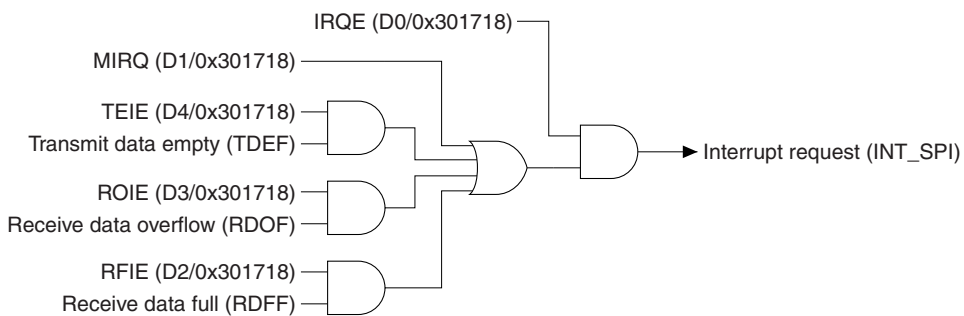 IRQE (D0/0x301718)
MIRQ (D1/0x301718)
TEIE (D4/0x301718)
Transmit data empty (TDEF)
Interrupt request (INT_SPI)
ROIE (D3/0x301718)
Receive data overflow (RDOF)
RFIE (D2/0x301718)
Receive data full (RDFF)